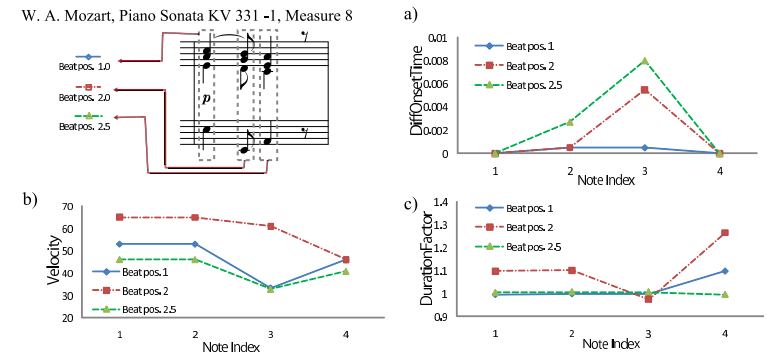 W. A. Mozart, Piano Sonata KV 331 -1, Measure 8
Beat pos. 1.0
Beat pos. 2.0
Beat pos. 2.5
p
a)
DiffOnsetTime
0.01
0.008
0.006
0.004
0.002
0
Beat pos. 1
Beat pos. 2
Beat pos. 2.5
1 2 3 4
Note Index
b)
Velocity
70
60
50
40
30
20
Beat pos. 1
Beat pos. 2
Beat pos. 2.5
1 2 3 4
Note Index
c)
DurationFactor
1.4
1.3
1.2
1.1
1
0.9
Beat pos. 1
Beat pos. 2
Beat pos. 2.5
1 2 3 4
Note Index